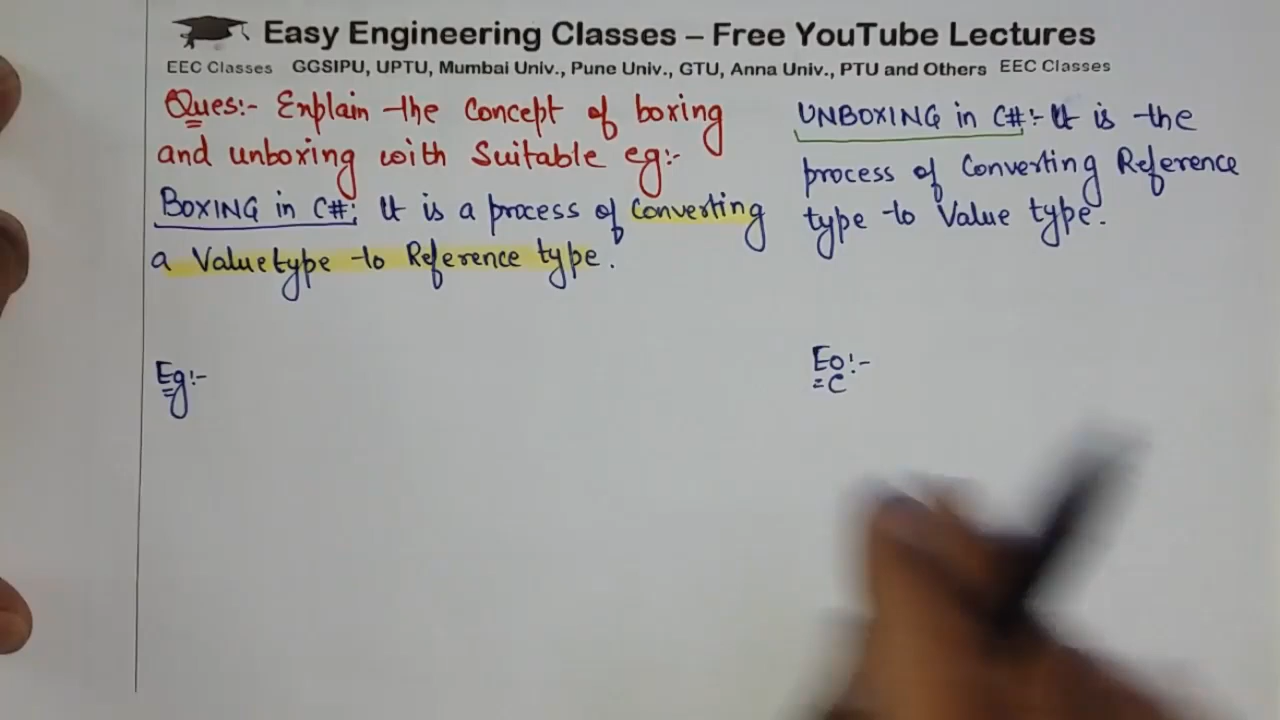 Easy Engineering Classes – Free YouTube Lectures
EEC Classes GGSIPU, UPTU, Mumbai Univ., Pune Univ., GTU, Anna Univ., PTU and Others EEC Classes
Ques:- Explain the Concept of boxing
and unboxing with Suitable eg:-
BOXING in C#: It is a process of Converting
a Valuetype to Reference type.
Eg:-
UNBOXING in C#:- It is the
process of Converting Reference
type to Value type.